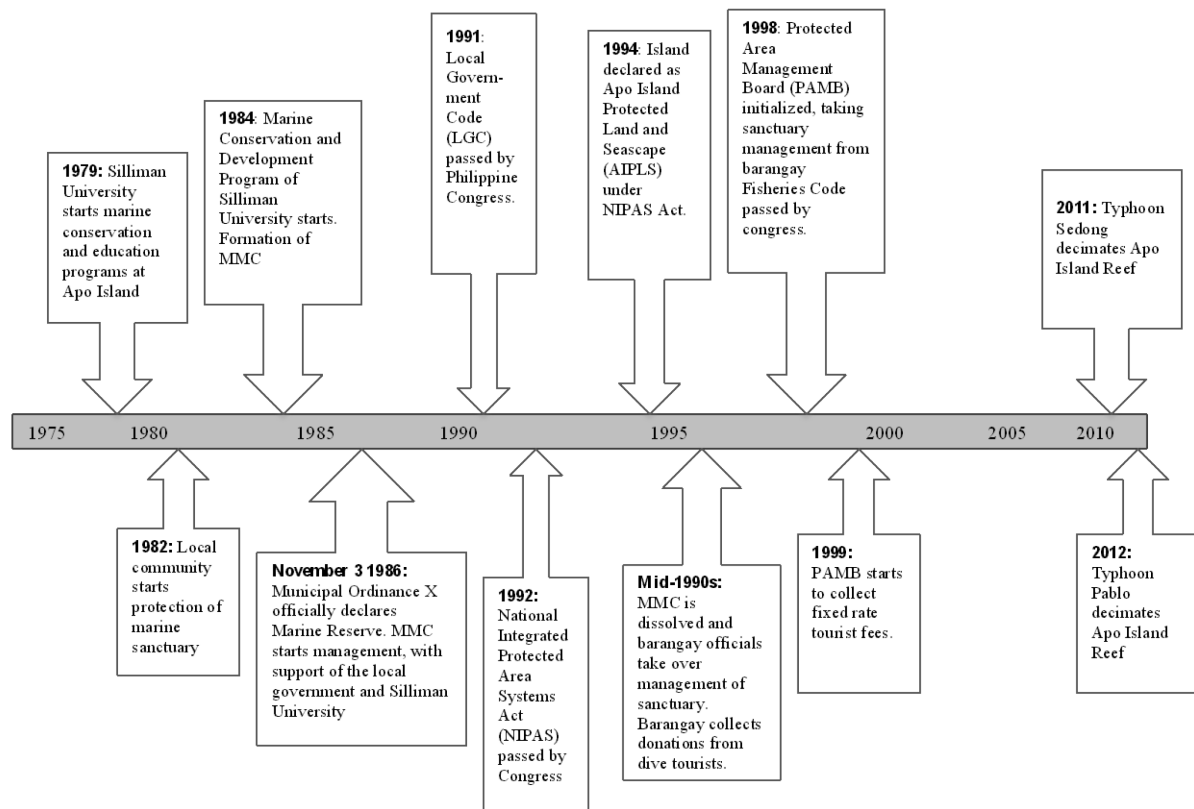 1979: Silliman
University
starts marine
conservation
and education
programs at
Apo Island
1984: Marine
Conservation and
Development
Program of
Silliman
University starts.
Formation of
MMC
1991:
Local
Govern-
ment
Code
(LGC)
passed by
Philippine
Congress.
1994: Island
declared as
Apo Island
Protected
Land and
Seascape
(AIPLS)
under
NIPAS Act.
1998: Protected
Area
Management
Board (PAMB)
initialized, taking
sanctuary
management from
barangay
Fisheries Code
passed by
congress.
2011: Typhoon
Sedong
decimates Apo
Island Reef
1975 1980 1985 1990 1995 2000 2005 2010
1982: Local
community
starts
protection of
marine
sanctuary
November 3 1986:
Municipal Ordinance X
officially declares
Marine Reserve. MMC
starts management, with
support of the local
government and Silliman
University
1992:
National
Integrated
Protected
Area
Systems
Act
(NIPAS)
passed by
Congress
Mid-1990s:
MMC is
dissolved and
barangay officials
take over
management of
sanctuary.
Barangay collects
donations from
dive tourists.
1999:
PAMB starts
to collect
fixed rate
tourist fees.
2012:
Typhoon
Pablo
decimates
Apo Island
Reef